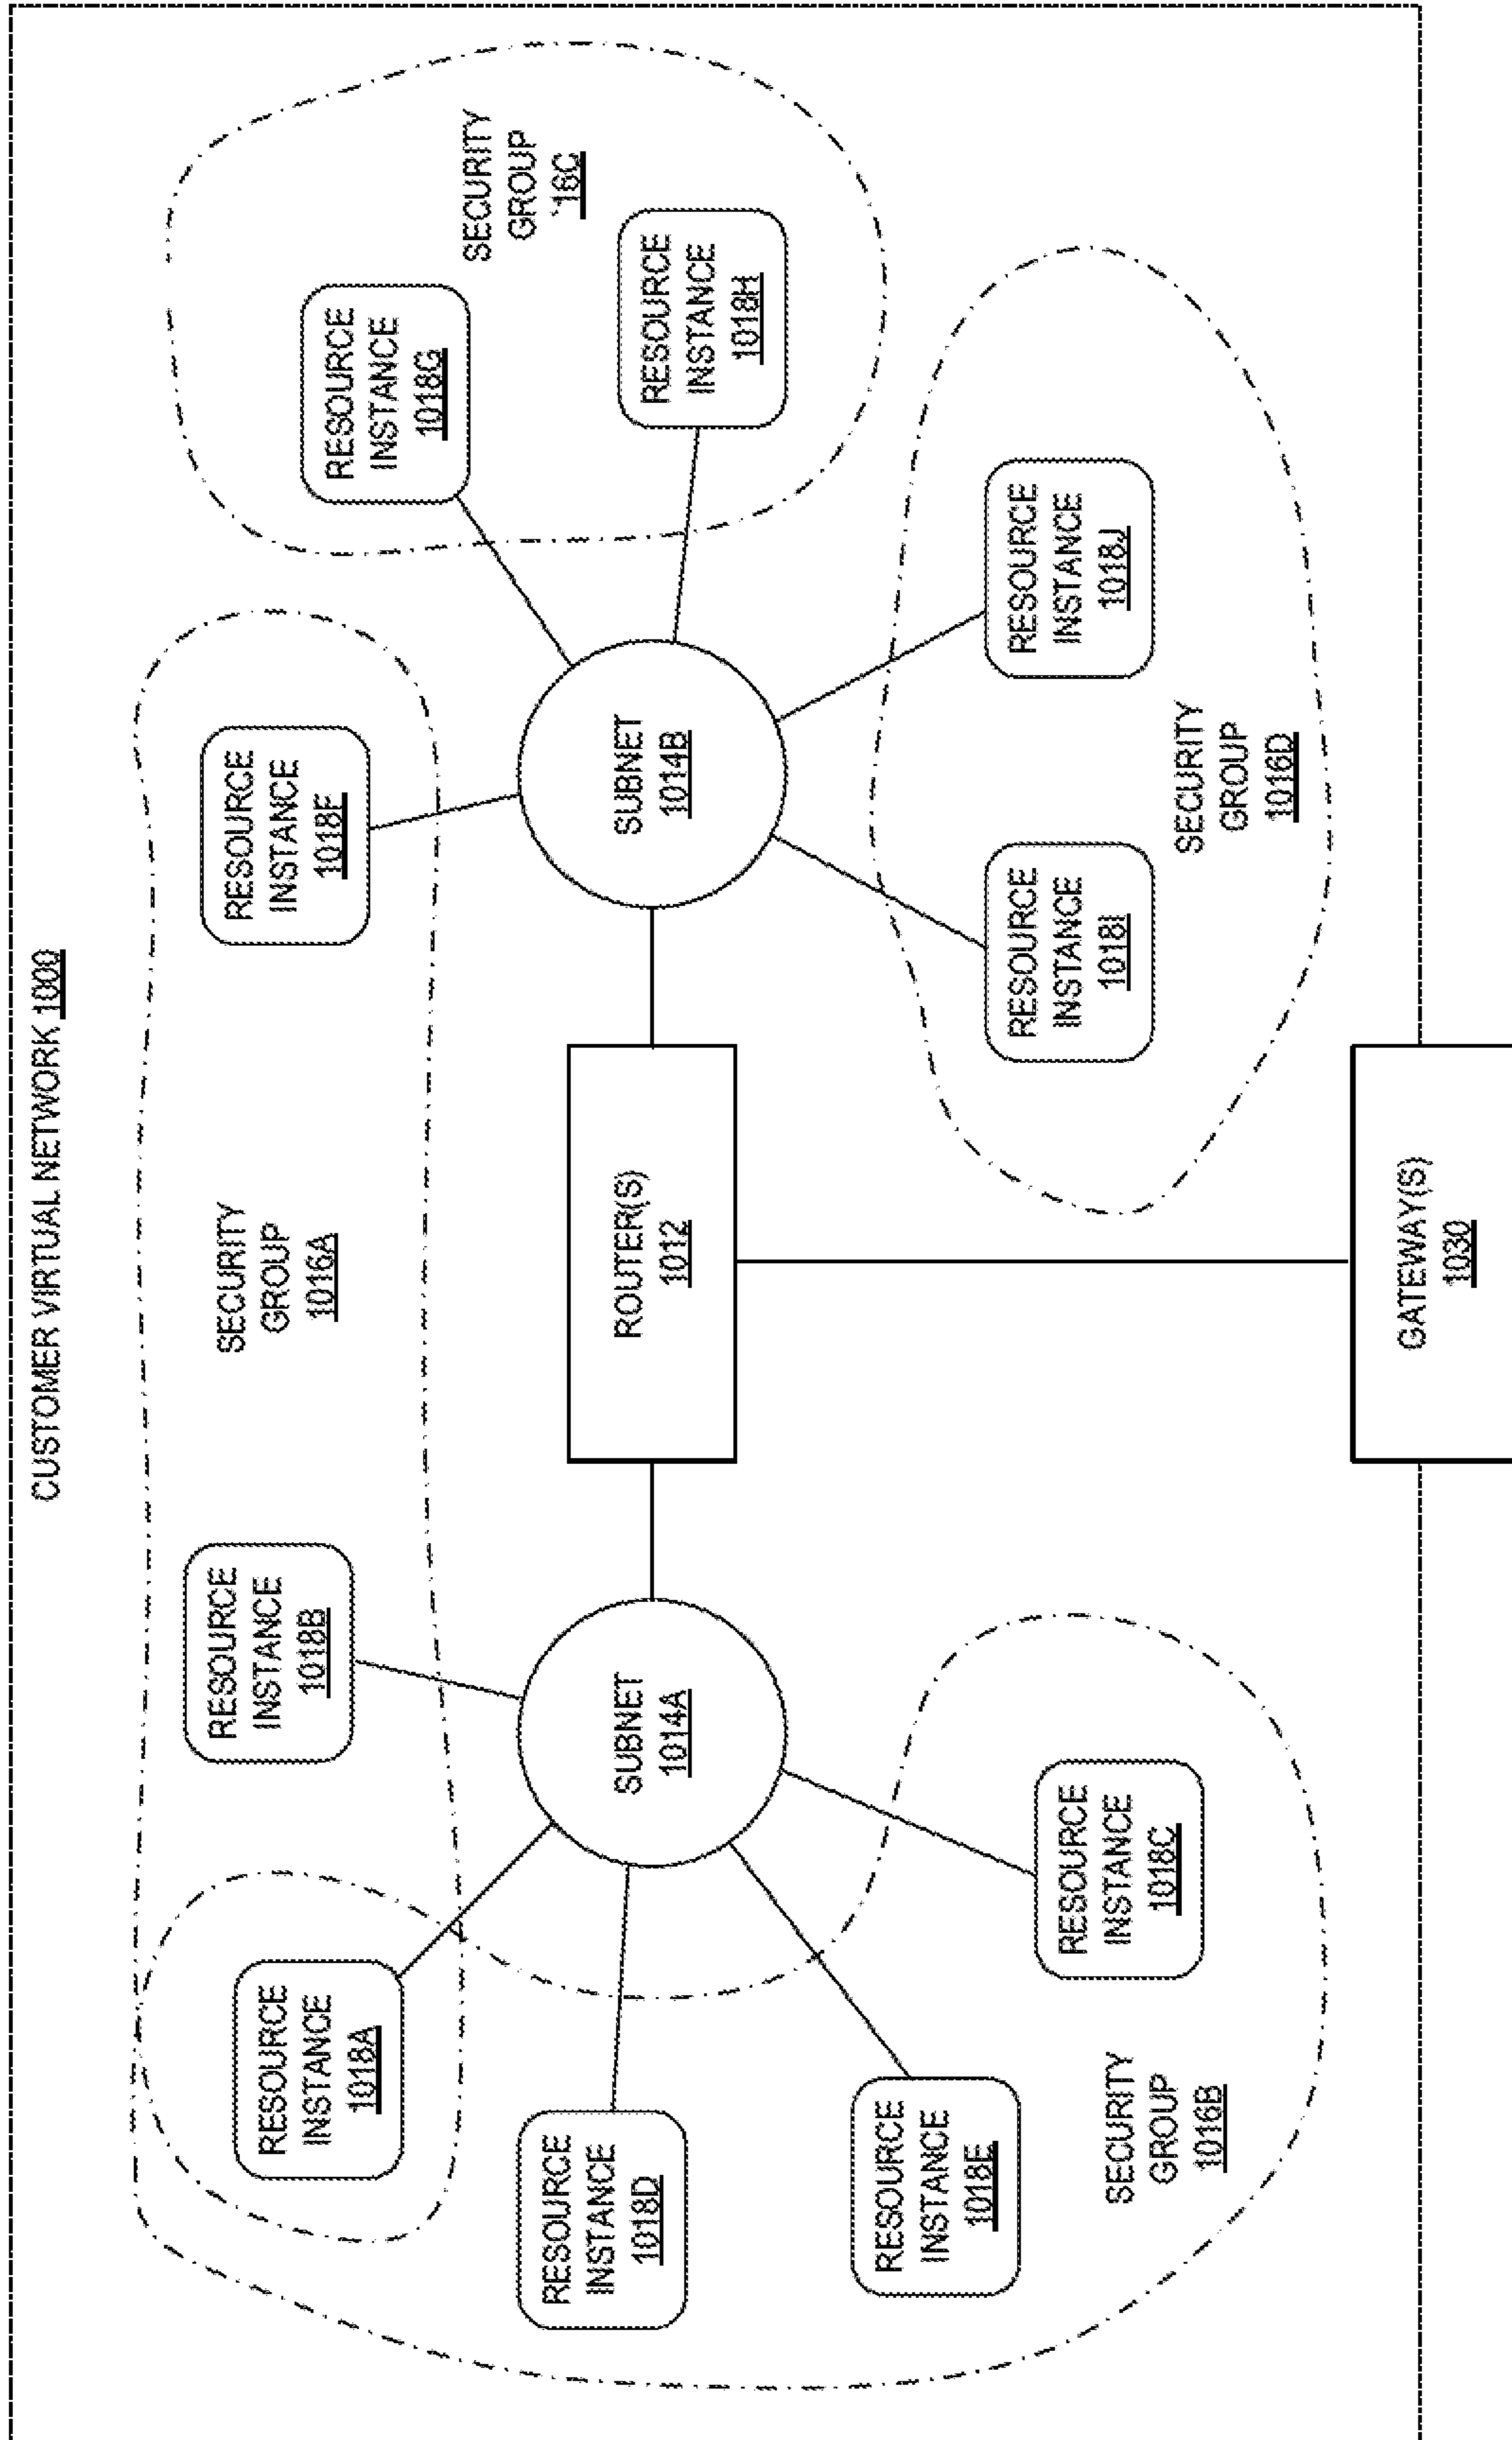 CUSTOMER VIRTUAL NETWORK 1000
RESOURCE
INSTANCE
1018A
RESOURCE
INSTANCE
1018B
SECURITY
GROUP
1016A
RESOURCE
INSTANCE
1018F
RESOURCE
INSTANCE
1018G
SECURITY
GROUP
`16C
RESOURCE
INSTANCE
1018D
SUBNET
1014A
ROUTER(S)
1012
SUBNET
1014B
RESOURCE
INSTANCE
1018H
RESOURCE
INSTANCE
1018E
RESOURCE
INSTANCE
1018C
RESOURCE
INSTANCE
1018I
RESOURCE
INSTANCE
1018J
SECURITY
GROUP
1016B
SECURITY
GROUP
1016D
GATEWAY(S)
1030